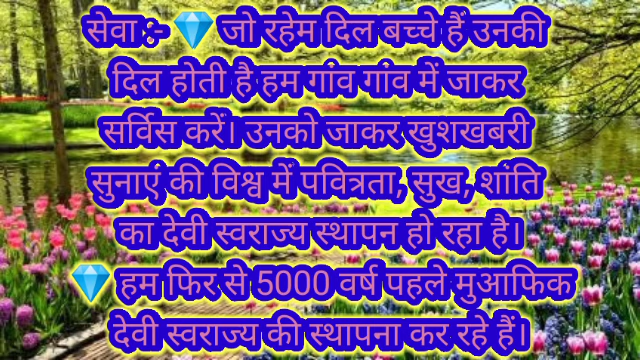 सेवा :- 💎 जो रहेम दिल बच्चे हैं उनकी
दिल होती है हम गांव गांव में जाकर
सर्विस करें। उनको जाकर खुशखबरी
सुनाएं की विश्व में पवित्रता, सुख, शांति
का देवी स्वराज्य स्थापन हो रहा है।
💎 हम फिर से 5000 वर्ष पहले मुआफिक
देवी स्वराज्य की स्थापना कर रहे हैं।